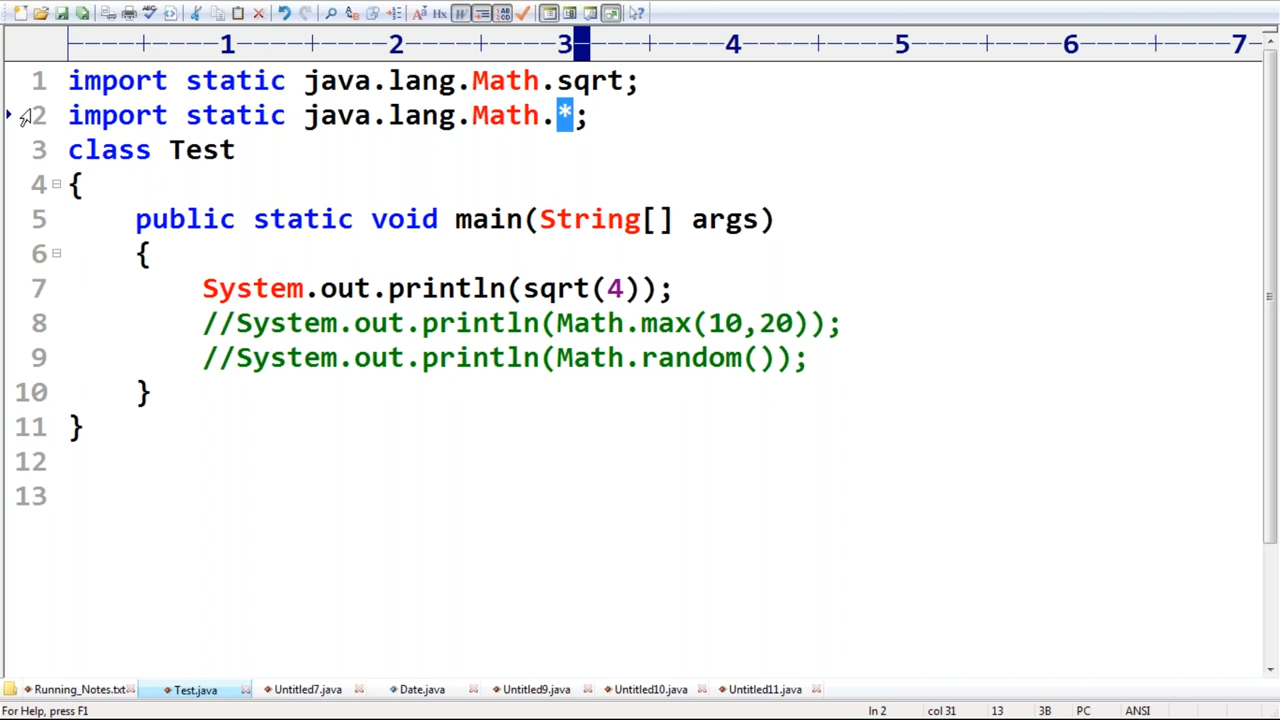 1 2 3 4 5 6 7
1 import static java.lang.Math.sqrt;
2 import static java.lang.Math.*;
3 class Test
4 {
5 public static void main(String[] args)
6 {
7 System.out.println(sqrt(4));
8 //System.out.println(Math.max(10,20));
9 //System.out.println(Math.random());
10 }
11 }
12
13
Running_Notes.txt Test.java Untitled7.java Date.java Untitled9.java Untitled10.java Untitled11.java
For Help, press F1 ln 2 col 31 13 3B PC ANSI